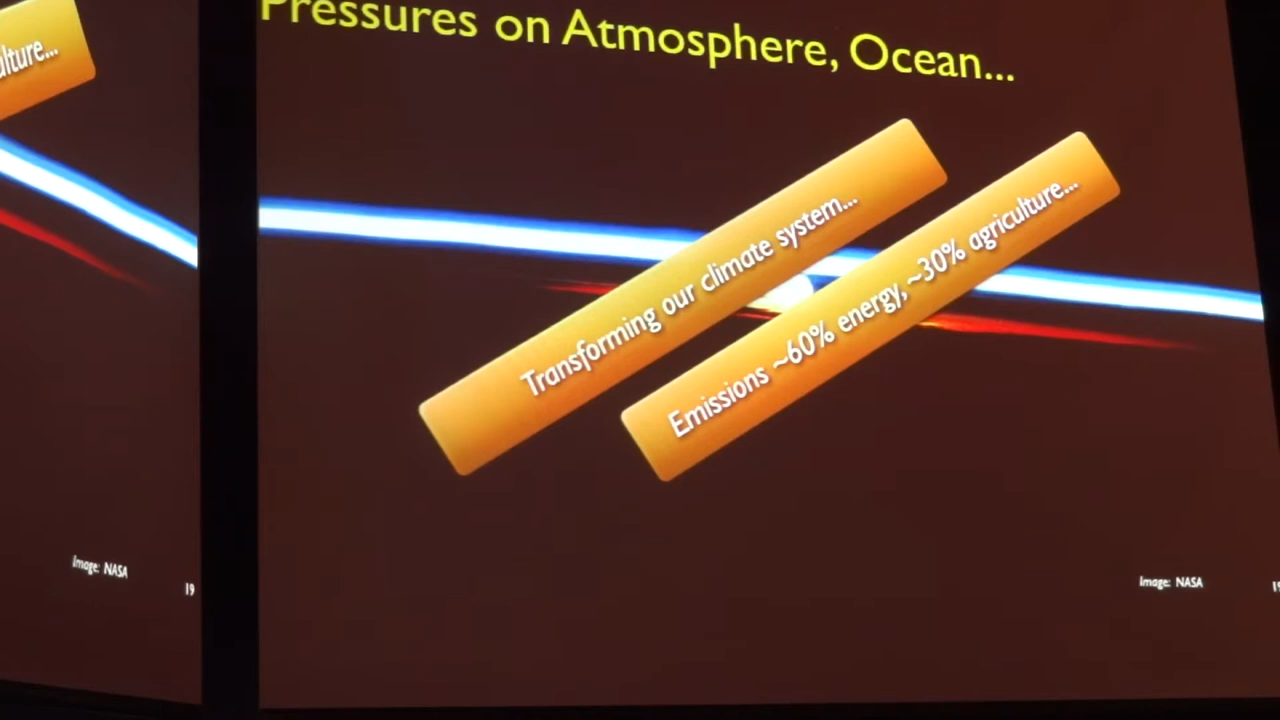 ulture...
Image: NASA
19
Pressures on Atmosphere, Ocean...
Transforming our climate system...
Emissions ~60% energy, ~30% agriculture...
Image: NASA